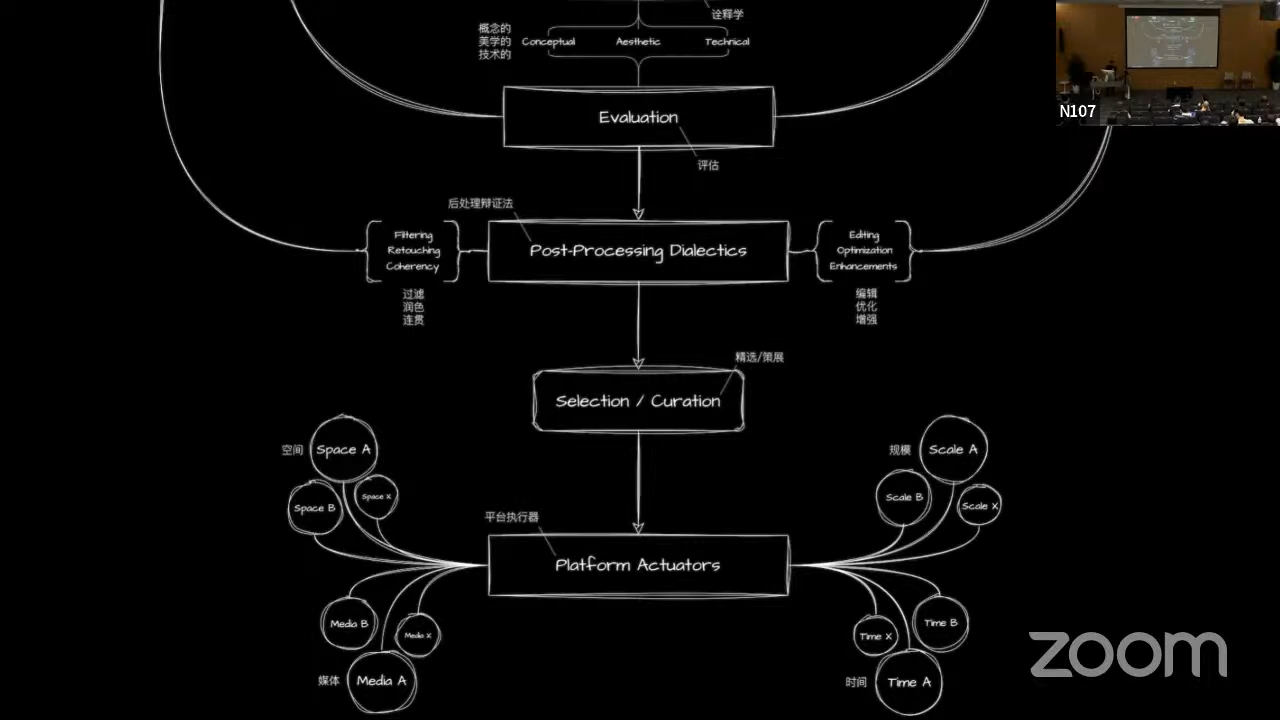 诠释学
概念的
美学的
技术的
Conceptual
Aesthetic
Technical
Evaluation
评估
后处理辩证法
Filtering
Retouching
Coherency
Post-Processing Dialectics
Editing
Optimization
Enhancements
过滤
润色
连贯
编辑
优化
增强
精选/策展
Selection / Curation
空间
Space A
Space B
Space X
规模
Scale A
Scale B
Scale X
平台执行器
Platform Actuators
Media B
Media X
媒体
Media A
Time X
Time B
时间
Time A
N107
zoom